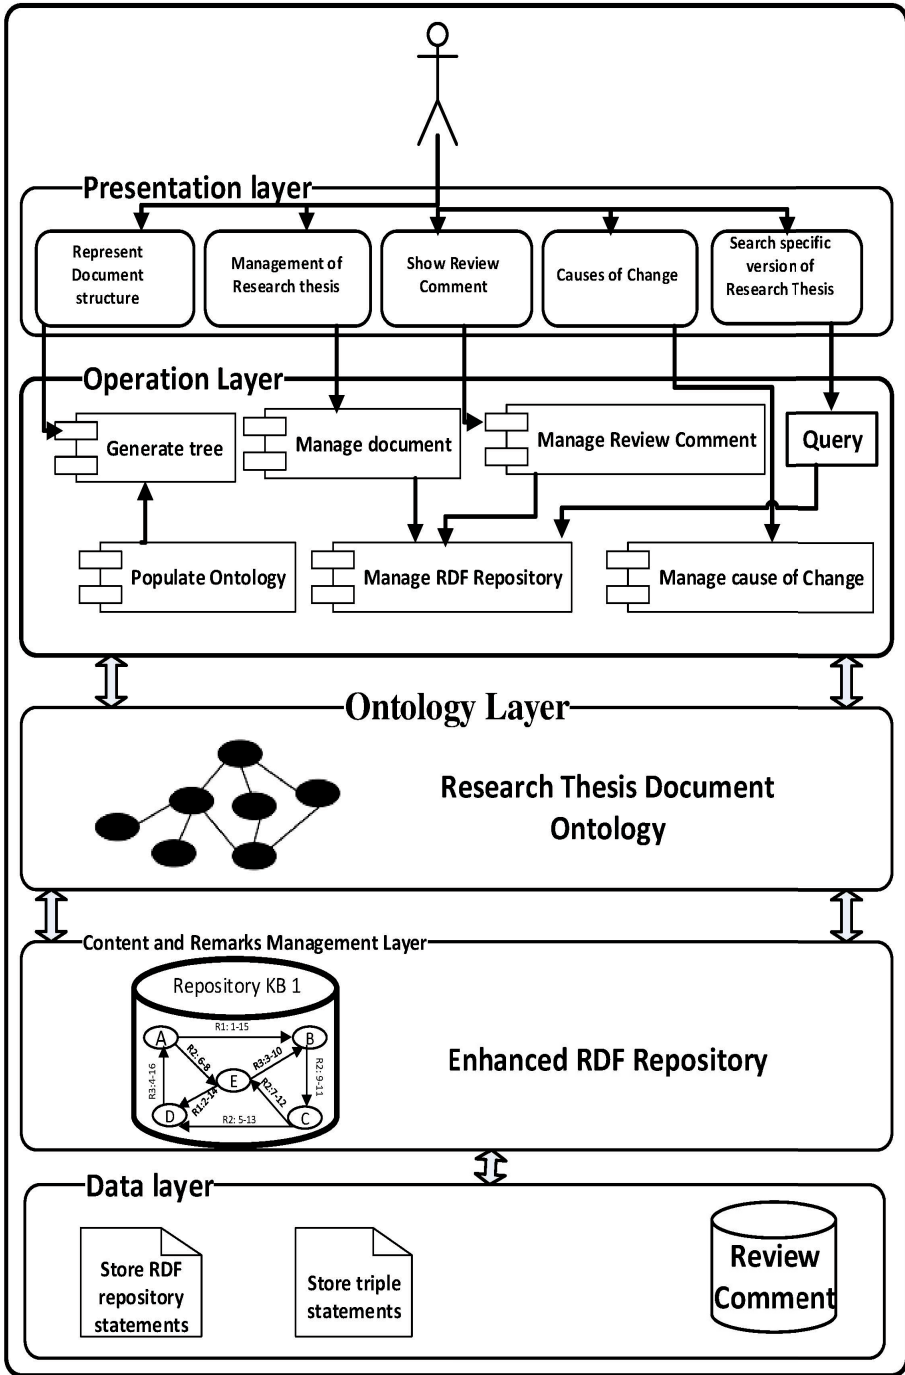 Presentation layer
Represent
Document
structure
Management of
Research thesis
Show Review
Comment
Causes of Change
Search specific
version of
Research Thesis
Operation Layer
Generate tree
Manage document
Manage Review Comment
Query
Populate Ontology
Manage RDF Repository
Manage cause of Change
Ontology Layer
Research Thesis Document
Ontology
Content and Remarks Management Layer
Repository KB 1
R1: 1-15
A
B
R2: 6-8
R3:3-10
R3:4-16
E
R2: 9-11
R1:2-14
R2:7-12
D
R2: 5-13
C
Enhanced RDF Repository
Data layer
Store RDF
repository
statements
Store triple
statements
Review
Comment